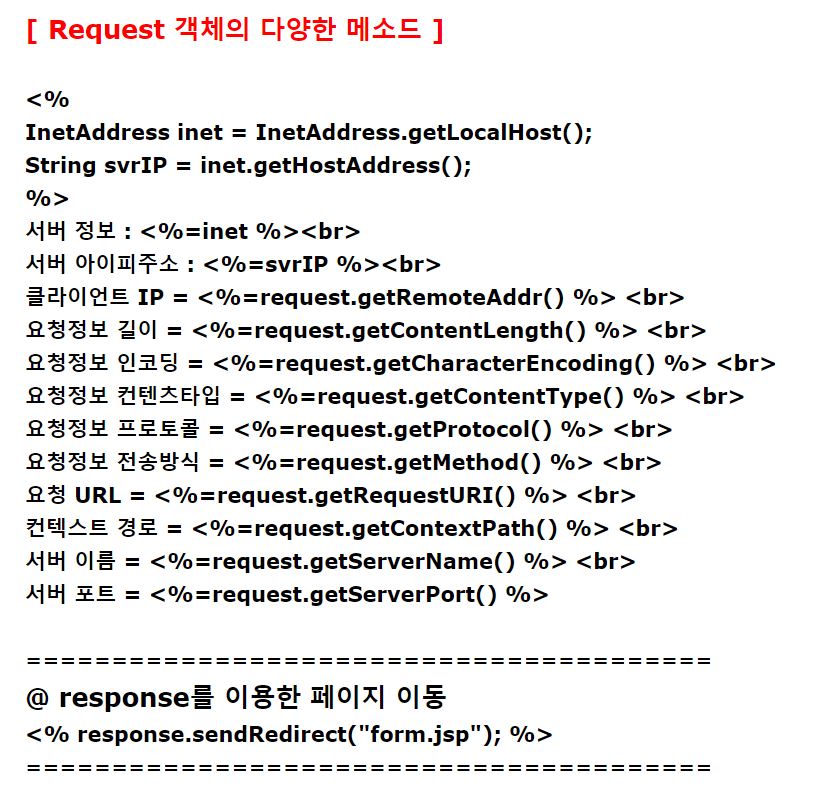 [ Request 객체의 다양한 메소드 ]
<%
InetAddress inet = InetAddress.getLocalHost();
String svrIP = inet.getHostAddress();
%>
서버 정보 : <%=inet %><br>
서버 아이피주소 : <%=svrIP %><br>
클라이언트 IP = <%=request.getRemoteAddr() %> <br>
요청정보 길이 = <%=request.getContentLength() %> <br>
요청정보 인코딩 = <%=request.getCharacterEncoding() %> <br>
요청정보 컨텐츠타입 = <%=request.getContentType() %> <br>
요청정보 프로토콜 = <%=request.getProtocol() %> <br>
요청정보 전송방식 = <%=request.getMethod() %> <br>
요청 URL = <%=request.getRequestURI() %> <br>
컨텍스트 경로 = <%=request.getContextPath() %> <br>
서버 이름 = <%=request.getServerName() %> <br>
서버 포트 = <%=request.getServerPort() %>
========================================
@ response를 이용한 페이지 이동
<% response.sendRedirect("form.jsp"); %>
========================================